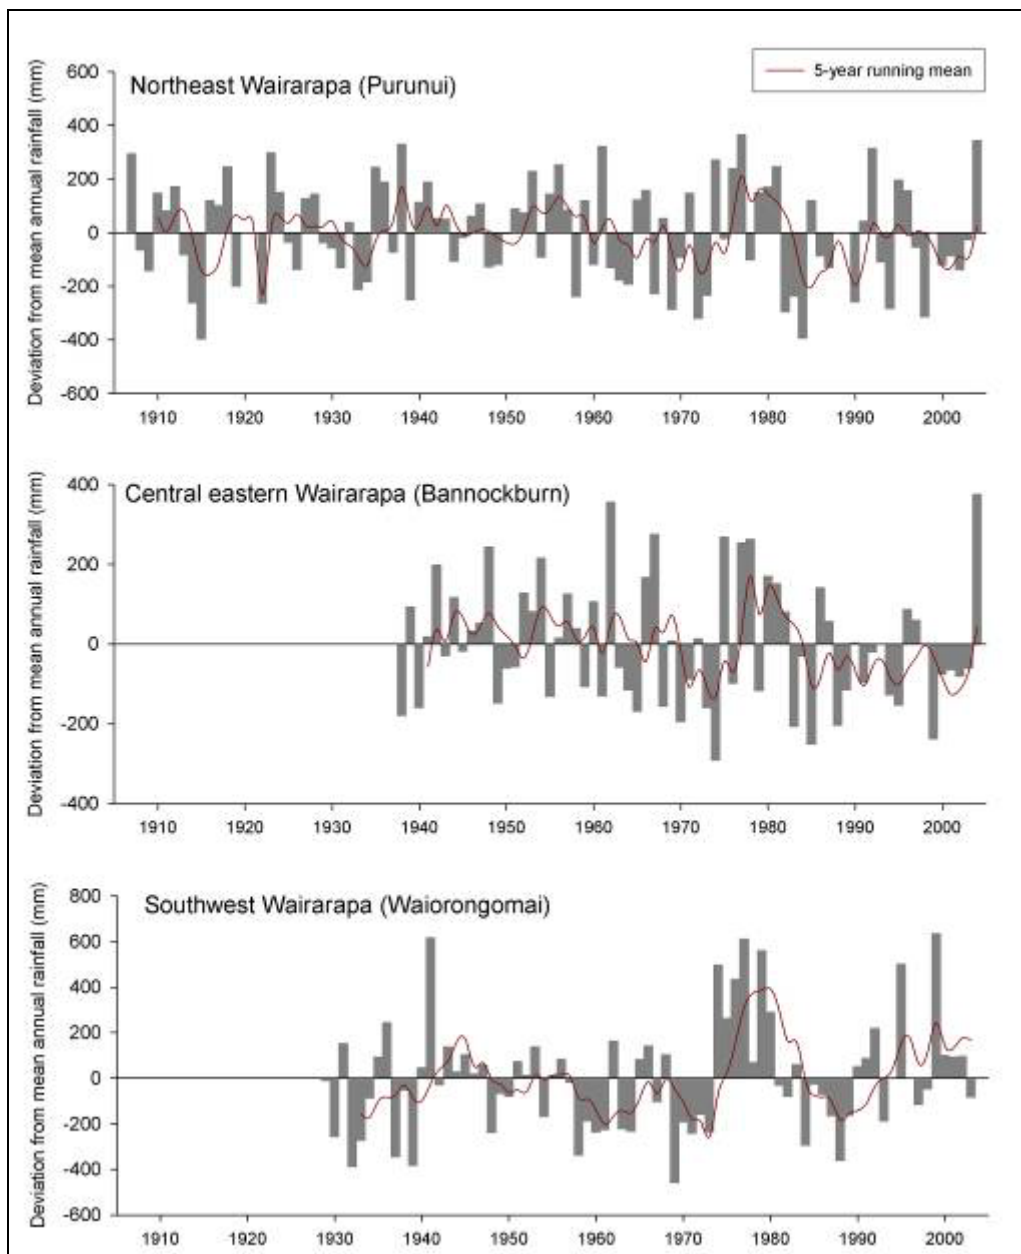 5-year running mean
Northeast Wairarapa (Purunui)
Deviation from mean annual rainfall (mm)
600
400
200
0
-200
-400
-600
1910 1920 1930 1940 1950 1960 1970 1980 1990 2000
Central eastern Wairarapa (Bannockburn)
Deviation from mean annual rainfall (mm)
400
200
0
-200
-400
1910 1920 1930 1940 1950 1960 1970 1980 1990 2000
Southwest Wairarapa (Waiorongomai)
Deviation from mean annual rainfall (mm)
800
600
400
200
0
-200
-400
-600
1910 1920 1930 1940 1950 1960 1970 1980 1990 2000